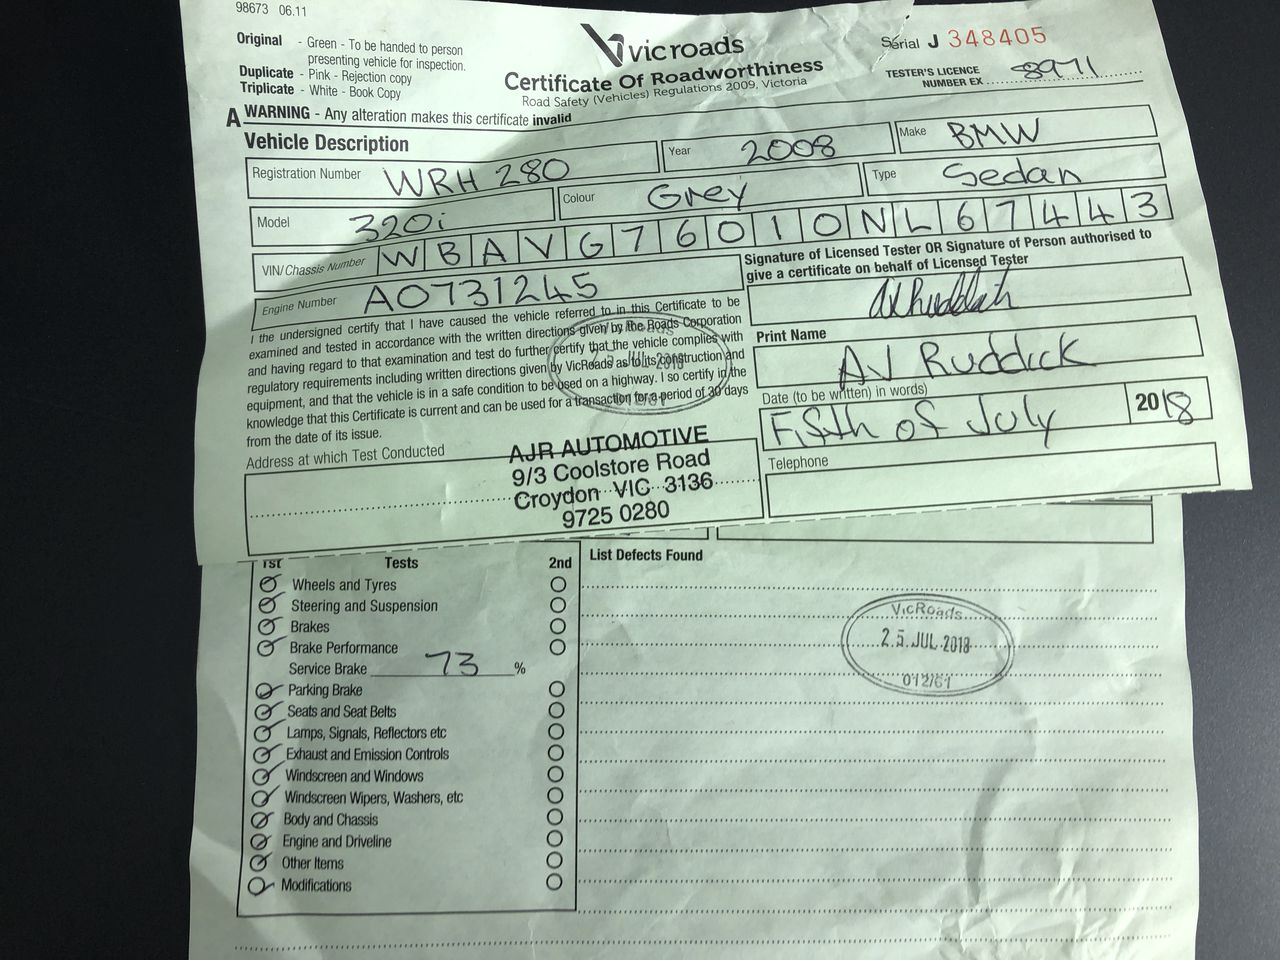 98673 06.11
Original - Green - To be handed to person
presenting vehicle for inspection.
Duplicate - Pink - Rejection copy
Triplicate - White - Book Copy
vicroads
Certificate Of Roadworthiness
Road Safety (Vehicles) Regulations 2009, Victoria
Serial J 348405
TESTER'S LICENCE
NUMBER EX 8971
A WARNING - Any alteration makes this certificate invalid
Vehicle Description
Registration Number WRH 280 Year 2008 Make BMW
Model 320i Colour Grey Type Sedan
VIN/Chassis Number WBAVG76010NL67443
Engine Number A0731245
I the undersigned certify that I have caused the vehicle referred to in this Certificate to be
examined and tested in accordance with the written directions given by the Roads Corporation
and having regard to that examination and test do further certify that the vehicle complies with
regulatory requirements including written directions given by VicRoads as to its construction and
equipment, and that the vehicle is in a safe condition to be used on a highway. I so certify in the
knowledge that this Certificate is current and can be used for a transaction for a period of 30 days
from the date of its issue.
Signature of Licensed Tester OR Signature of Person authorised to
give a certificate on behalf of Licensed Tester
Print Name
AJ Ruddick
Date (to be written) in words)
Fifth of July 2018
Telephone
Address at which Test Conducted
AJR AUTOMOTIVE
9/3 Coolstore Road
Croydon VIC 3136
9725 0280
1st Tests 2nd
Wheels and Tyres
Steering and Suspension
Brakes
Brake Performance
Service Brake 73 %
Parking Brake
Seats and Seat Belts
Lamps, Signals, Reflectors etc
Exhaust and Emission Controls
Windscreen and Windows
Windscreen Wipers, Washers, etc
Body and Chassis
Engine and Driveline
Other Items
Modifications
List Defects Found
VicRoads
25 JUL 2018
012/61